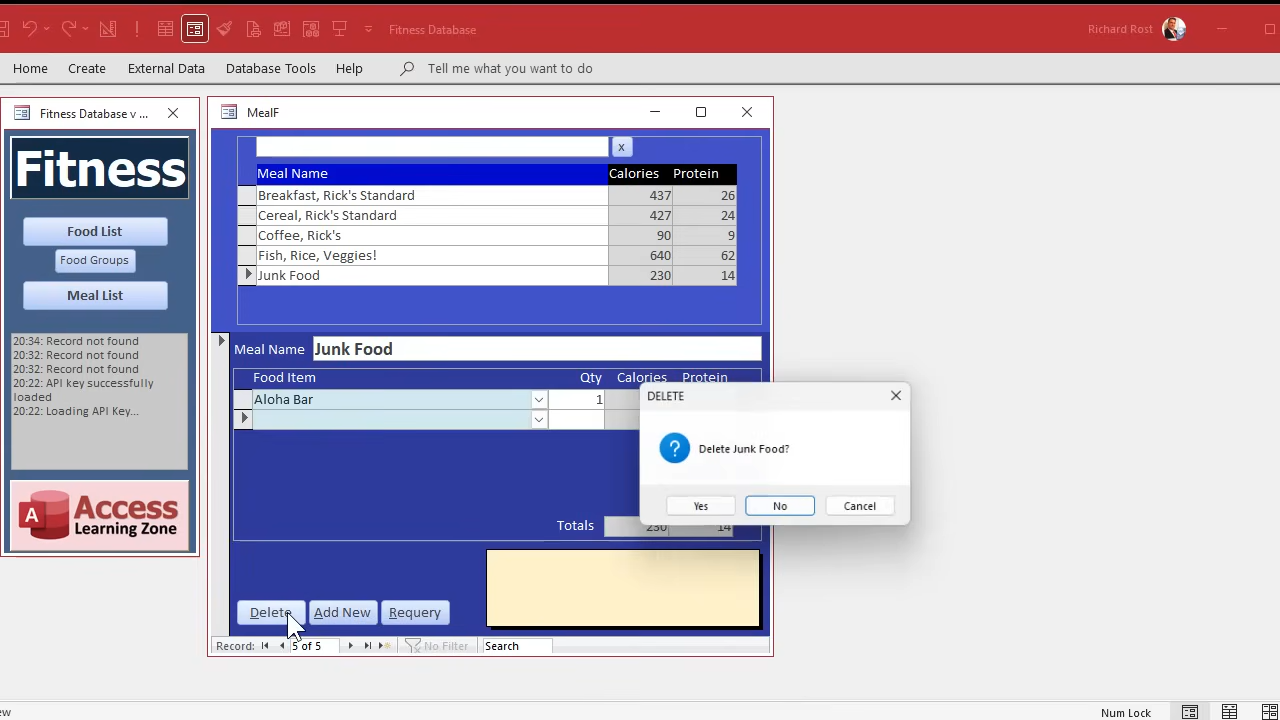 Fitness Database
Richard Rost
Home Create External Data Database Tools Help Tell me what you want to do
Fitness Database v ...
MealF
Fitness
Food List
Food Groups
Meal List
20:34: Record not found
20:32: Record not found
20:32: Record not found
20:22: API key successfully
loaded
20:22: Loading API Key...
Access
Learning Zone
A
x
Meal Name Calories Protein
Breakfast, Rick's Standard 437 26
Cereal, Rick's Standard 427 24
Coffee, Rick's 90 9
Fish, Rice, Veggies! 640 62
Junk Food 230 14
Meal Name Junk Food
Food Item Qty Calories Protein
Aloha Bar 1
Totals 230 14
DELETE
Delete Junk Food?
Yes No Cancel
Delete Add New Requery
Record: 5 of 5 No Filter Search
Num Lock